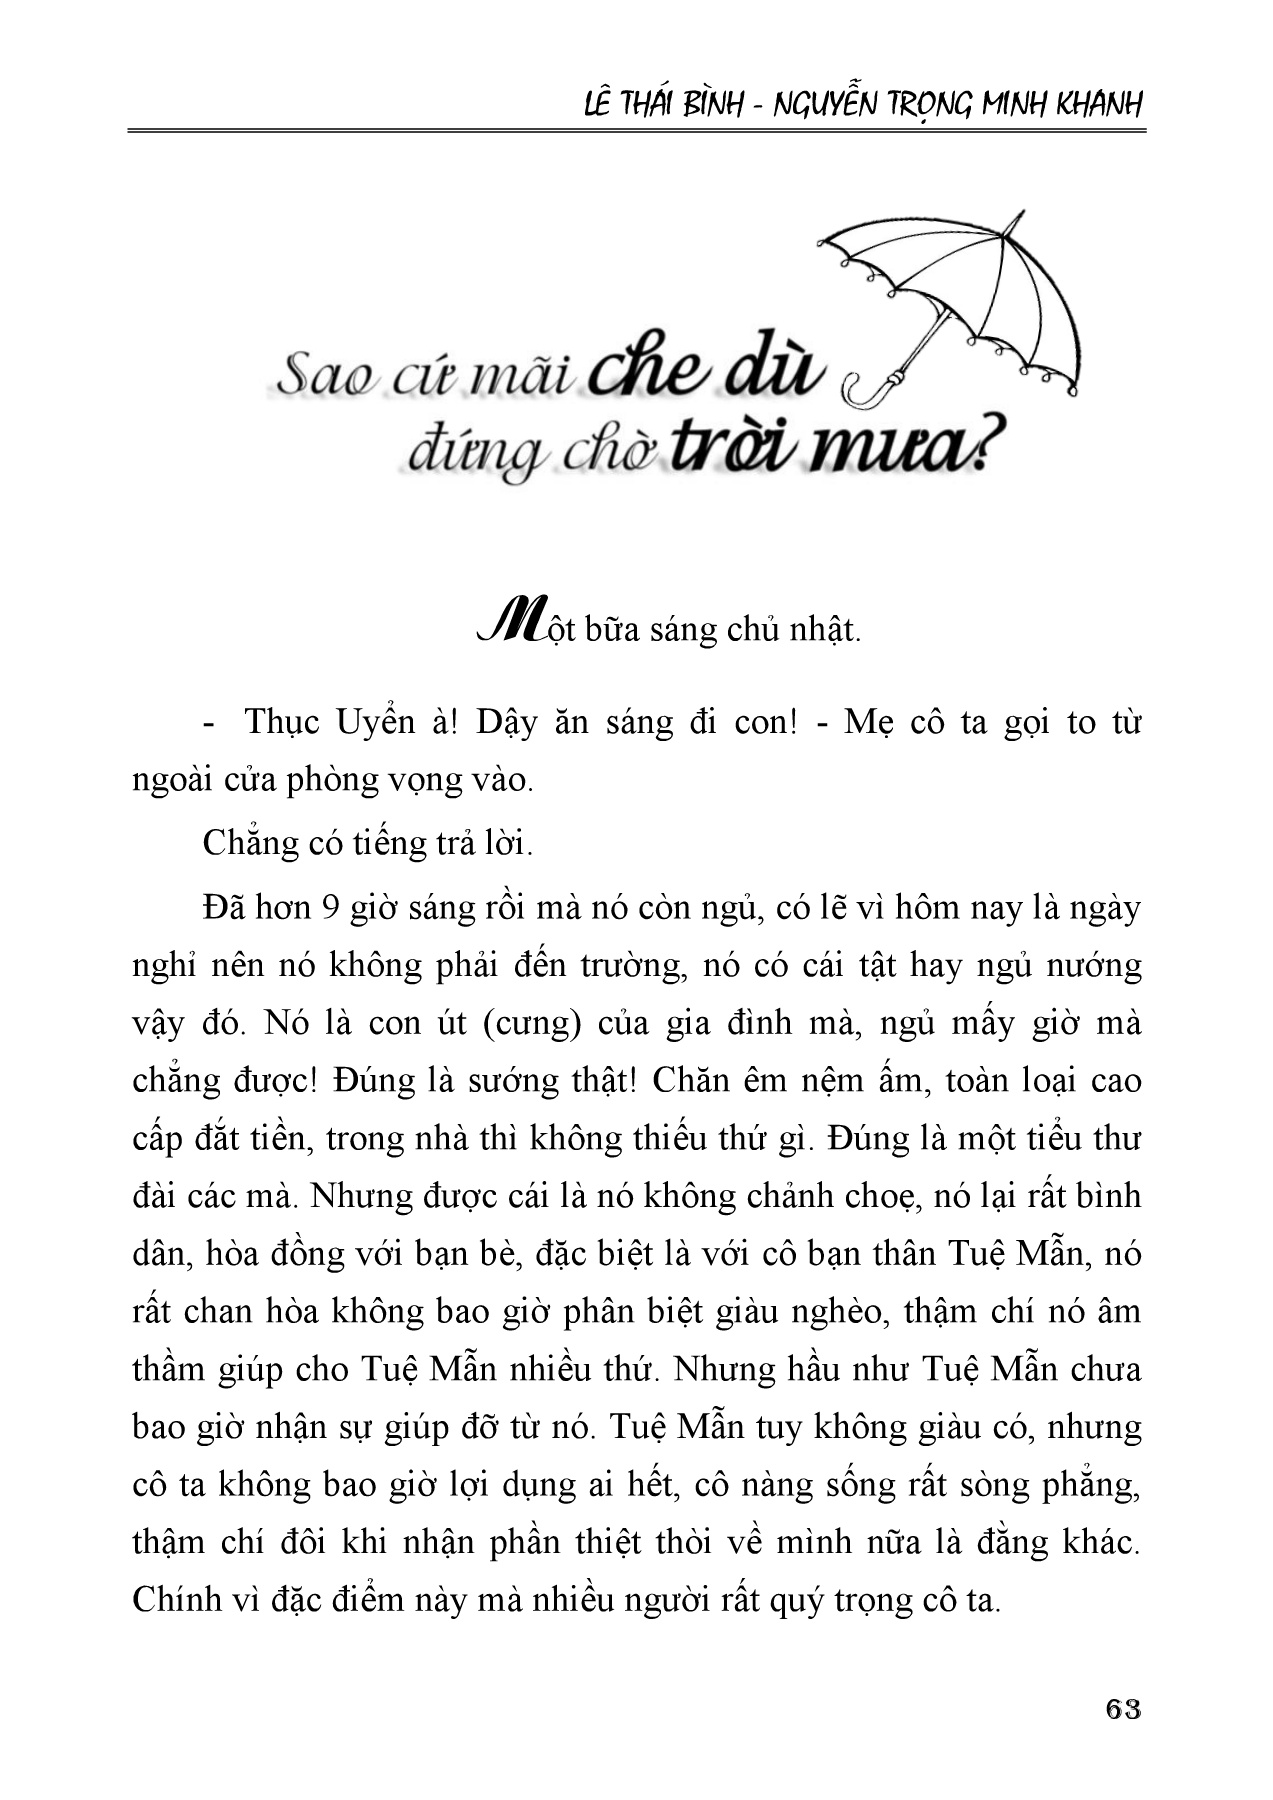 LÊ THÁI BÌNH - NGUYỄN TRỌNG MINH KHANH
Sao cứ mãi che dù
đứng chờ trời mưa?
Một bữa sáng chủ nhật.
- Thục Uyển à! Dậy ăn sáng đi con! - Mẹ cô ta gọi to từ
ngoài cửa phòng vọng vào.
Chẳng có tiếng trả lời.
Đã hơn 9 giờ sáng rồi mà nó còn ngủ, có lẽ vì hôm nay là ngày
nghỉ nên nó không phải đến trường, nó có cái tật hay ngủ nướng
vậy đó. Nó là con út (cưng) của gia đình mà, ngủ mấy giờ mà
chẳng được! Đúng là sướng thật! Chăn êm nệm ấm, toàn loại cao
cấp đắt tiền, trong nhà thì không thiếu thứ gì. Đúng là một tiểu thư
đài các mà. Nhưng được cái là nó không chảnh choẹ, nó lại rất bình
dân, hòa đồng với bạn bè, đặc biệt là với cô bạn thân Tuệ Mẫn, nó
rất chan hòa không bao giờ phân biệt giàu nghèo, thậm chí nó âm
thầm giúp cho Tuệ Mẫn nhiều thứ. Nhưng hầu như Tuệ Mẫn chưa
bao giờ nhận sự giúp đỡ từ nó. Tuệ Mẫn tuy không giàu có, nhưng
cô ta không bao giờ lợi dụng ai hết, cô nàng sống rất sòng phẳng,
thậm chí đôi khi nhận phần thiệt thòi về mình nữa là đằng khác.
Chính vì đặc điểm này mà nhiều người rất quý trọng cô ta.
63